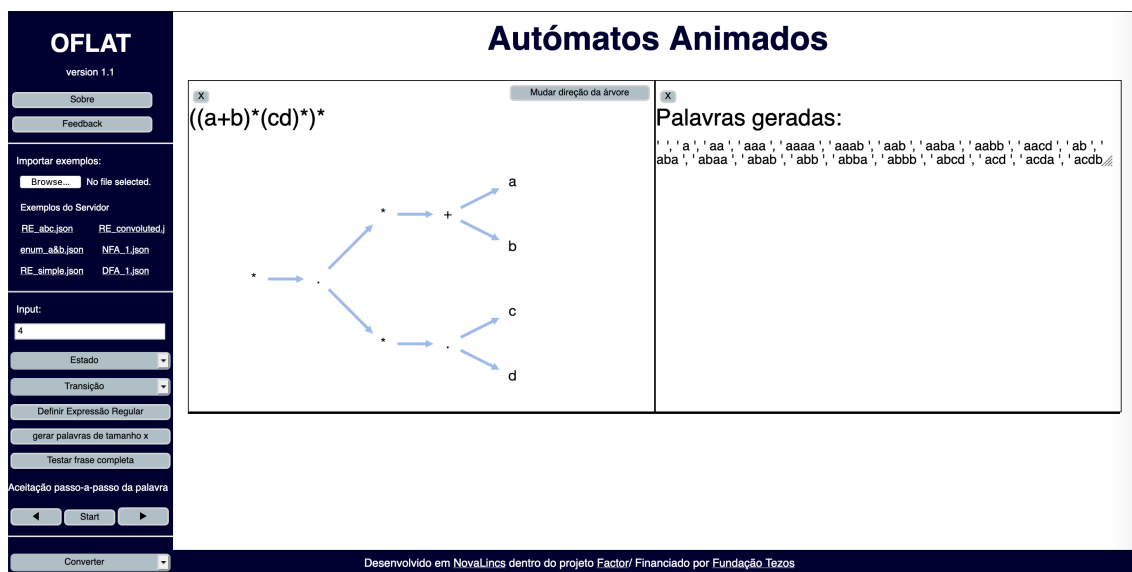 OFLAT
version 1.1
Sobre
Feedback
Importar exemplos:
Browse... No file selected.
Exemplos do Servidor
RE_abc.json RE_convoluted.j
enum_a&b.json NFA_1.json
RE_simple.json DFA_1.json
Input:
4
Estado
Transição
Definir Expressão Regular
gerar palavras de tamanho x
Testar frase completa
Aceitação passo-a-passo da palavra
Start
Converter
Autómatos Animados
X
Mudar direção da árvore
((a+b)*(cd)*)*
a
* +
b
* .
c
* .
d
X
Palavras geradas:
' ', ' a ', ' aa ', ' aaa ', ' aaaa ', ' aaab ', ' aab ', ' aaba ', ' aabb ', ' aacd ', ' ab ', '
aba ', ' abaa ', ' abab ', ' abb ', ' abba ', ' abbb ', ' abcd ', ' acd ', ' acda ', ' acdb
Desenvolvido em NovaLincs dentro do projeto Factor/ Financiado por Fundação Tezos